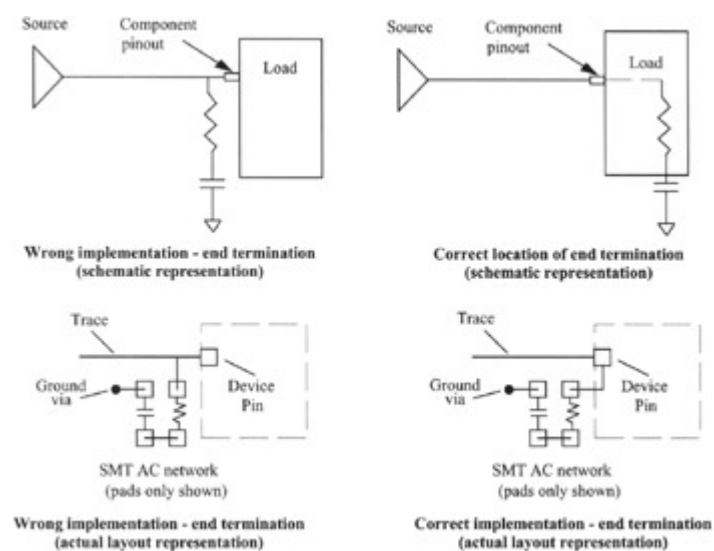 Source
Component
pinout
Load
Wrong implementation - end termination
(schematic representation)
Source
Component
pinout
Load
Correct location of end termination
(schematic representation)
Trace
Ground
via
Device
Pin
SMT AC network
(pads only shown)
Wrong implementation - end termination
(actual layout representation)
Trace
Ground
via
Device
Pin
SMT AC network
(pads only shown)
Correct implementation - end termination
(actual layout representation)